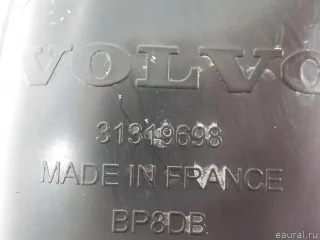 VOLVO
31319698
MADE IN FRANCE
BP8DB
eaural.ru